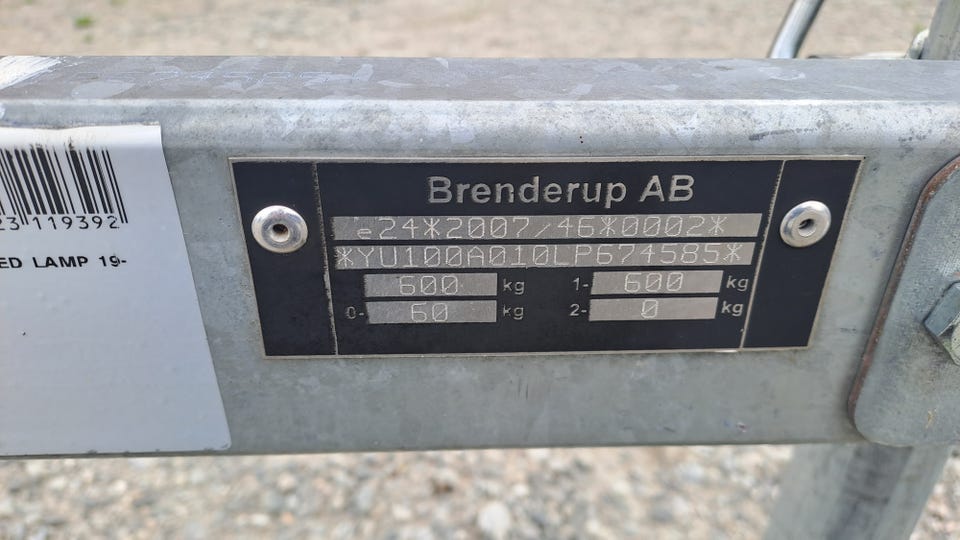 Brenderup AB
e24*2007/46*0002*
*YU100A010LP674585*
600 kg 1- 600 kg
0- 60 kg 2- 0 kg
23 119392
ED LAMP 19-